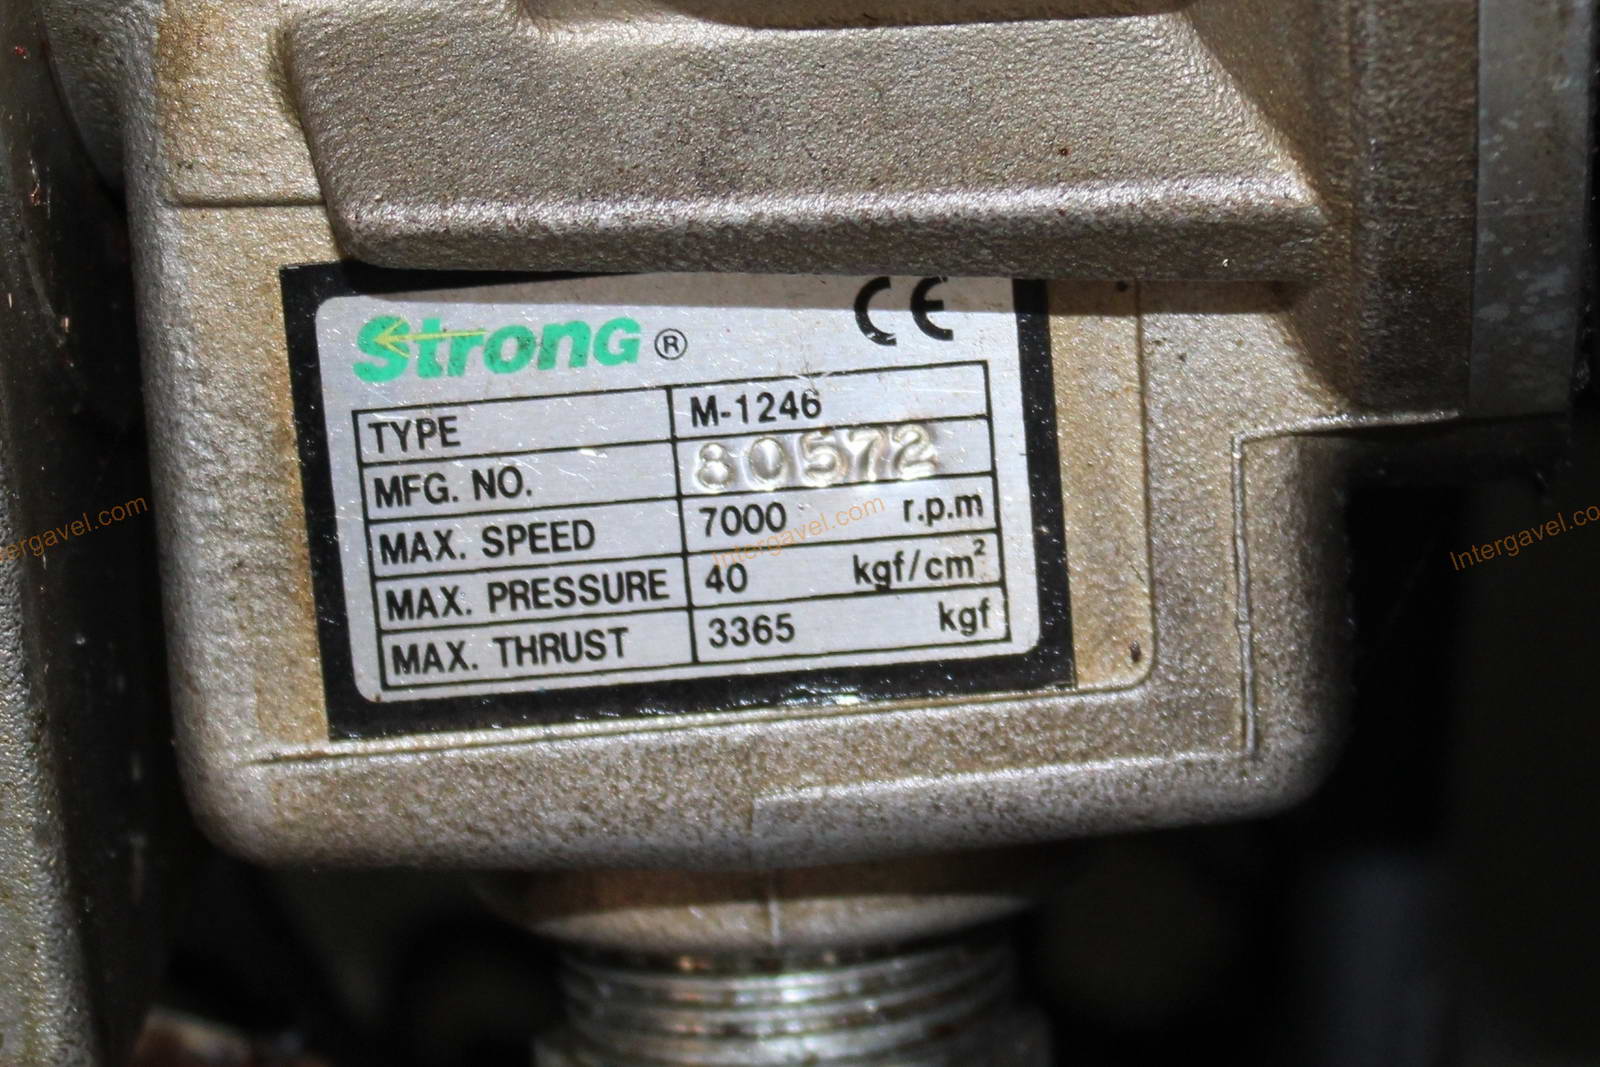 Strong ® CE
TYPE M-1246
MFG. NO. 80572
MAX. SPEED 7000 r.p.m
MAX. PRESSURE 40 kgf/cm²
MAX. THRUST 3365 kgf
Intergavel.com
Intergavel.com
Intergavel.co